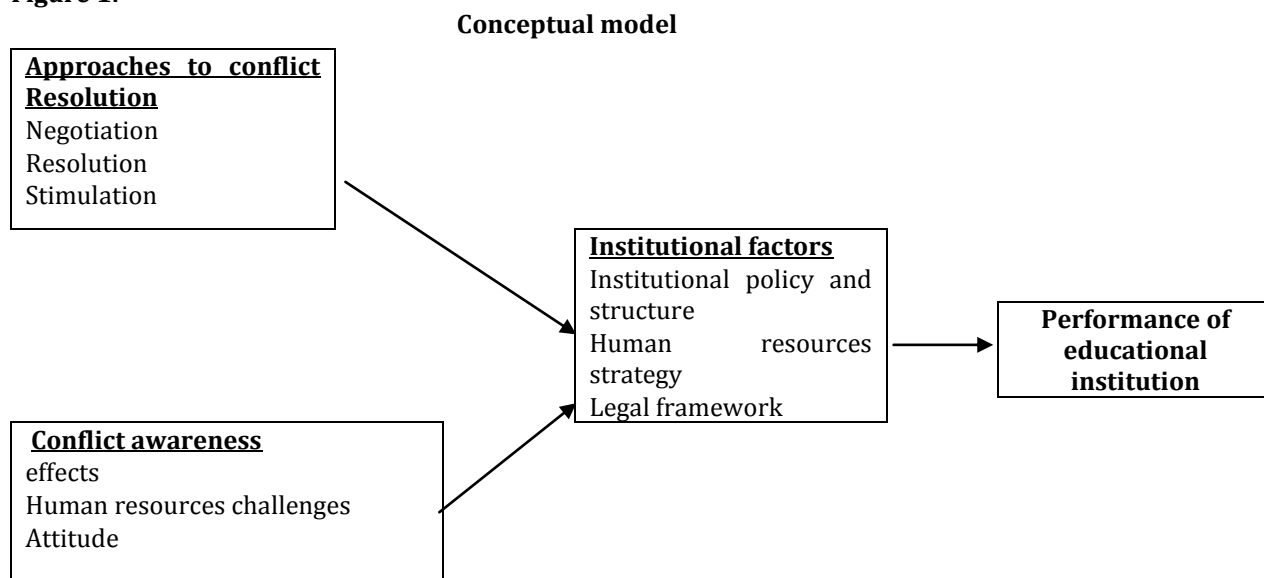 Figure 1.
Conceptual model
Approaches to conflict
Resolution
Negotiation
Resolution
Stimulation
Institutional factors
Institutional policy and
structure
Human resources
strategy
Legal framework
Performance of
educational
institution
Conflict awareness
effects
Human resources challenges
Attitude